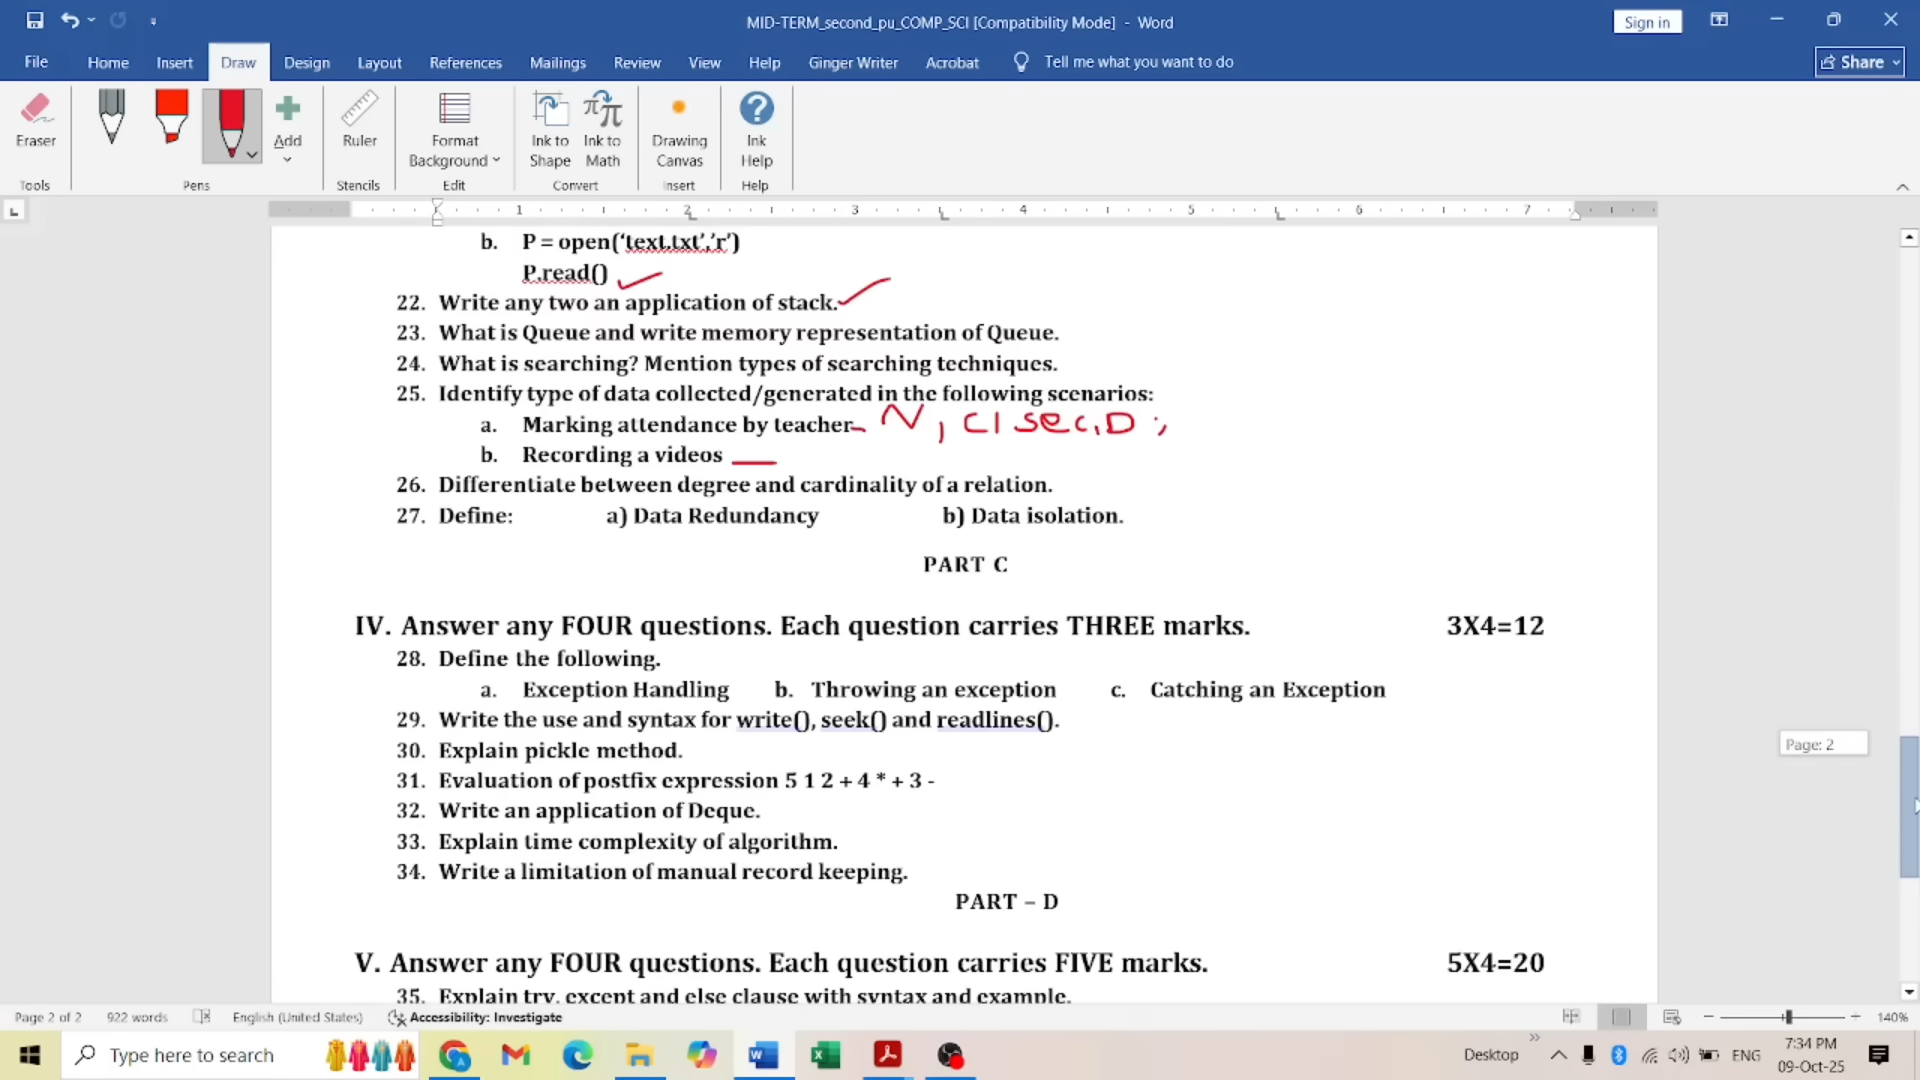 MID-TERM_second_pu_COMP_SCI [Compatibility Mode] - Word
Sign in
File Home Insert Draw Design Layout References Mailings Review View Help Ginger Writer Acrobat Tell me what you want to do
Share
Eraser
Add
Ruler
Format Background
Ink to Shape
Ink to Math
Drawing Canvas
Ink Help
Tools Pens Stencils Edit Convert Insert Help
1 2 3 4 5 6 7
b. P = open(‘text.txt’,’r’)
P.read()
22. Write any two an application of stack.
23. What is Queue and write memory representation of Queue.
24. What is searching? Mention types of searching techniques.
25. Identify type of data collected/generated in the following scenarios:
a. Marking attendance by teacher - N, Cl sec, D ;
b. Recording a videos
26. Differentiate between degree and cardinality of a relation.
27. Define: a) Data Redundancy b) Data isolation.
PART C
IV. Answer any FOUR questions. Each question carries THREE marks. 3X4=12
28. Define the following.
a. Exception Handling b. Throwing an exception c. Catching an Exception
29. Write the use and syntax for write(), seek() and readlines().
30. Explain pickle method.
Page: 2
31. Evaluation of postfix expression 5 1 2 + 4 * + 3 -
32. Write an application of Deque.
33. Explain time complexity of algorithm.
34. Write a limitation of manual record keeping.
PART – D
V. Answer any FOUR questions. Each question carries FIVE marks. 5X4=20
35. Explain try, except and else clause with syntax and example.
Page 2 of 2 922 words English (United States) Accessibility: Investigate 140%
Type here to search
Desktop
ENG
7:34 PM
09-Oct-25